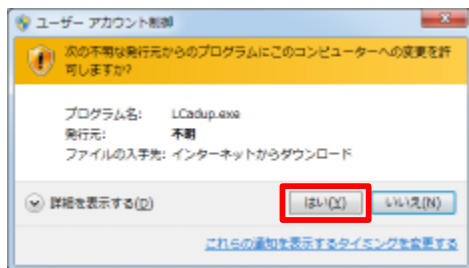 ユーザー アカウント制御
次の不明な発行元からのプログラムにこのコンピューターへの変更を許
可しますか?
プログラム名: LCadup.exe
発行元: 不明
ファイルの入手先: インターネットからダウンロード
詳細を表示する(D) はい(Y) いいえ(N)
これらの通知を表示するタイミングを変更する